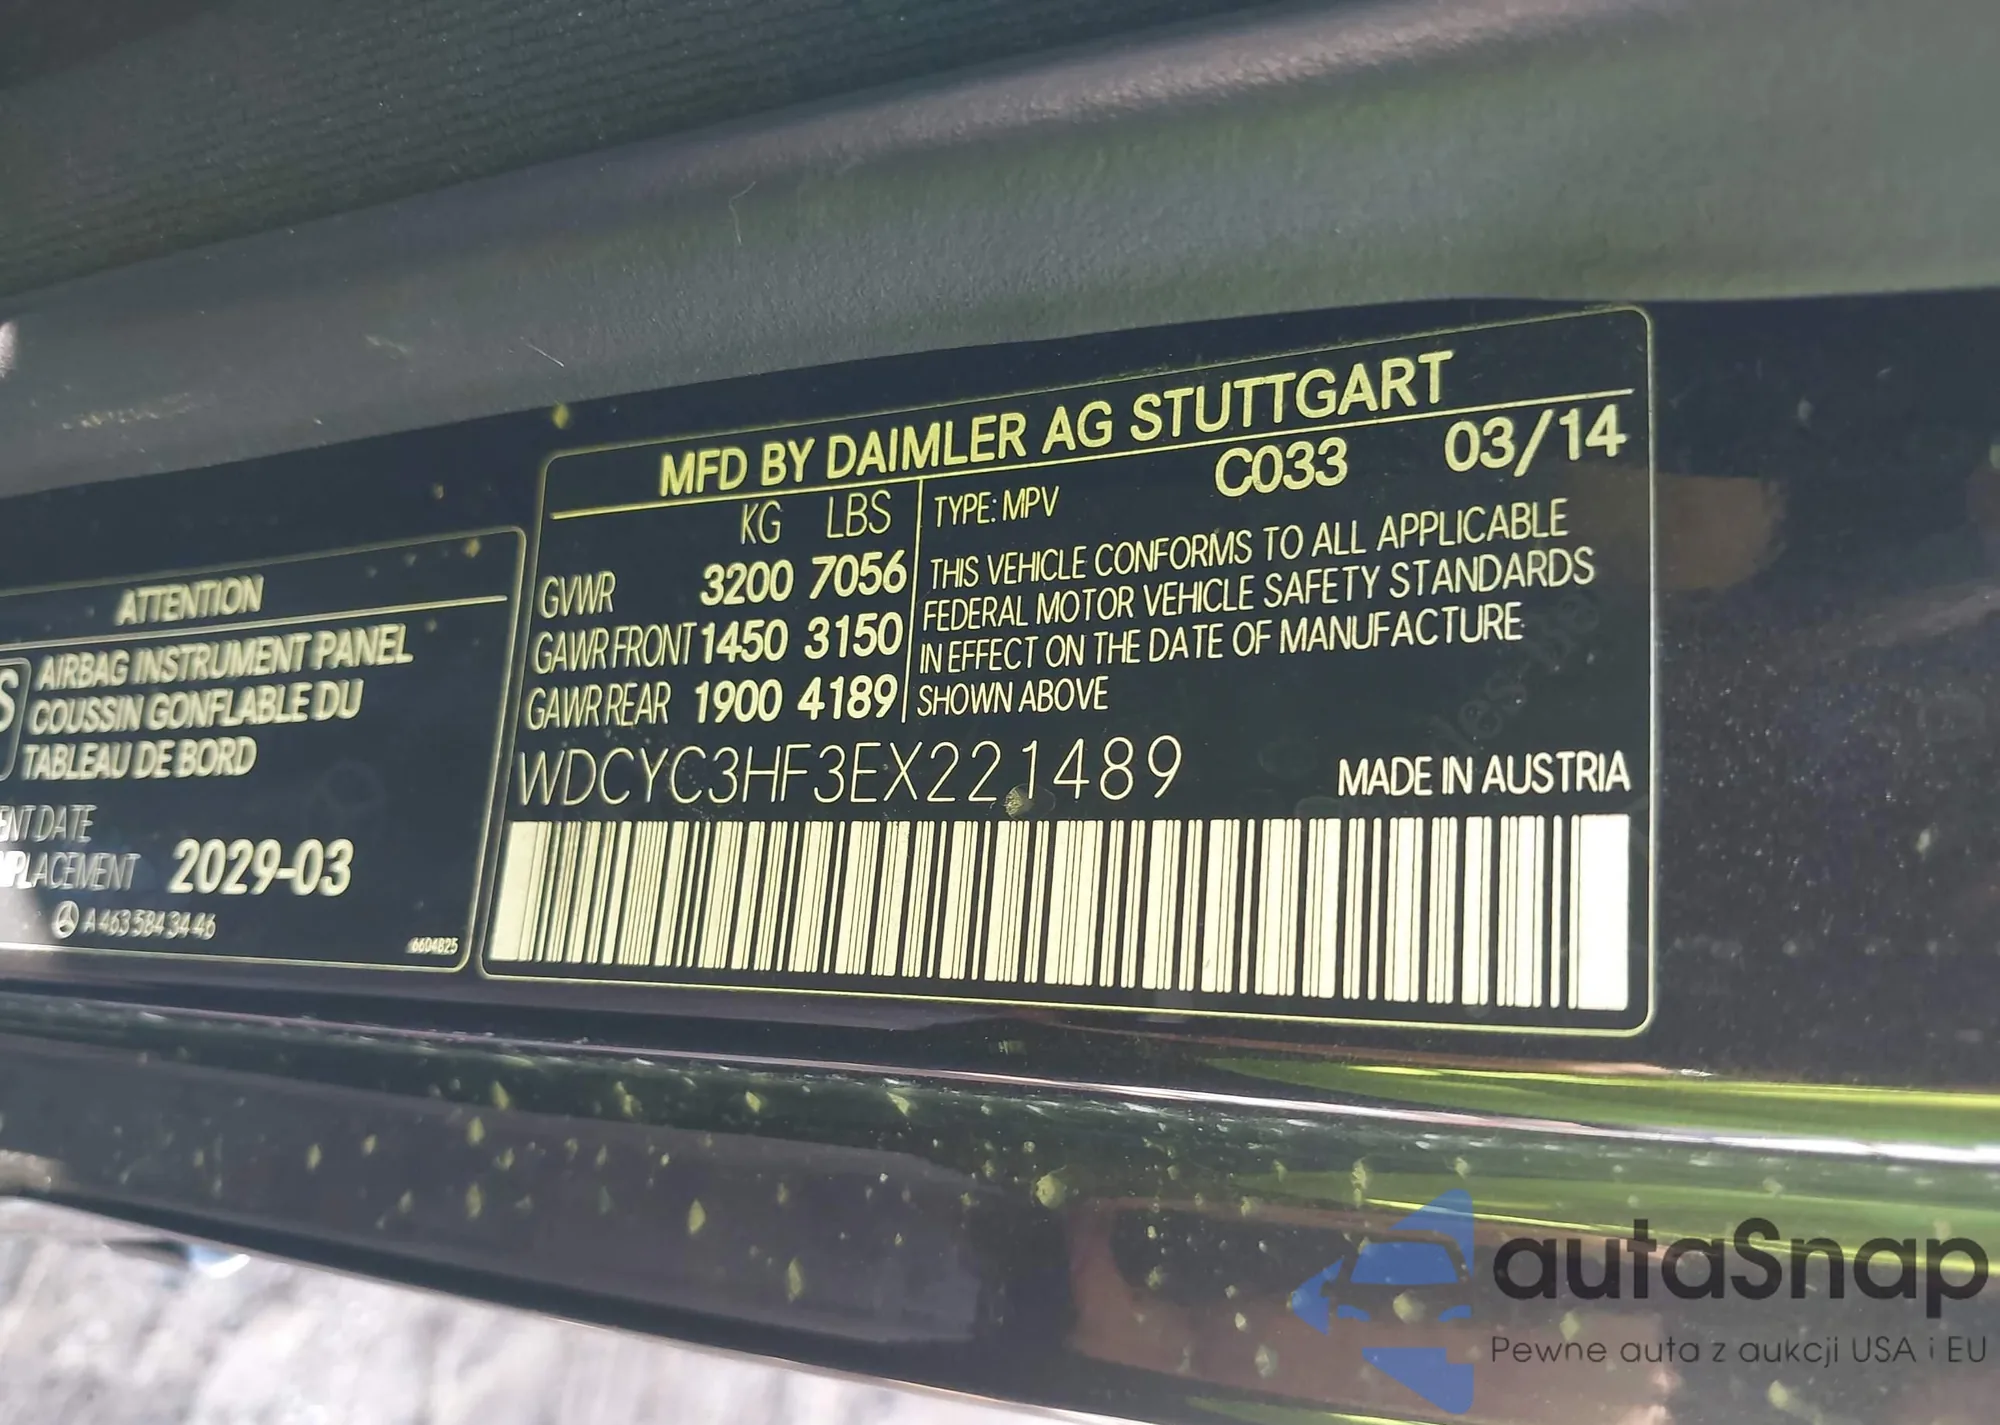 ATTENTION
AIRBAG INSTRUMENT PANEL
COUSSIN GONFLABLE DU
TABLEAU DE BORD
DATE
2029-03
A 463 584 34 46
6604825
MFD BY DAIMLER AG STUTTGART
KG LBS
GVWR 3200 7056
GAWR FRONT 1450 3150
GAWR REAR 1900 4189
TYPE: MPV C033 03/14
THIS VEHICLE CONFORMS TO ALL APPLICABLE
FEDERAL MOTOR VEHICLE SAFETY STANDARDS
IN EFFECT ON THE DATE OF MANUFACTURE
SHOWN ABOVE
WDCYC3HF3EX221489
MADE IN AUSTRIA
autaSnap
Pewne auta z aukcji USA i EU